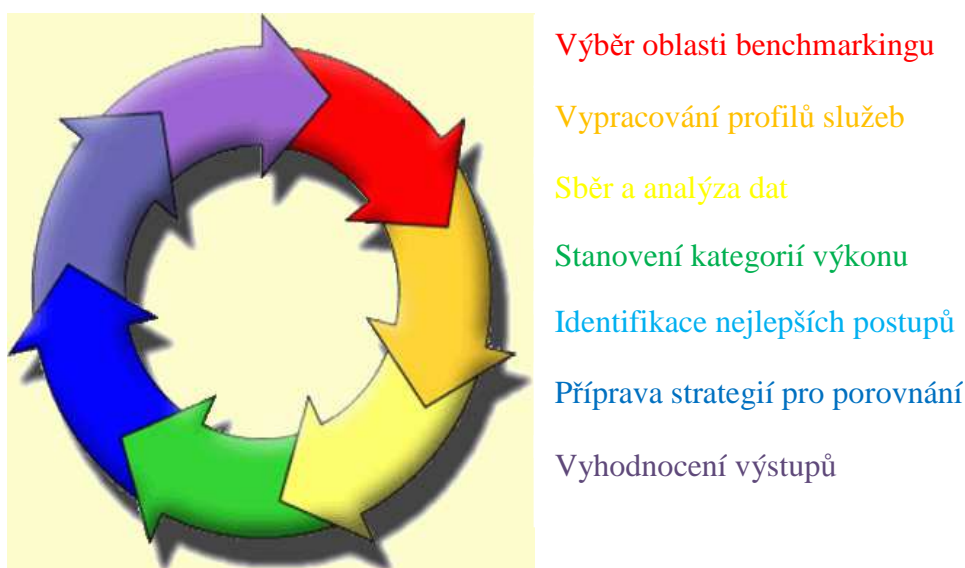 Výběr oblasti benchmarkingu
Vypracování profilů služeb
Sběr a analýza dat
Stanovení kategorií výkonu
Identifikace nejlepších postupů
Příprava strategií pro porovnání
Vyhodnocení výstupů